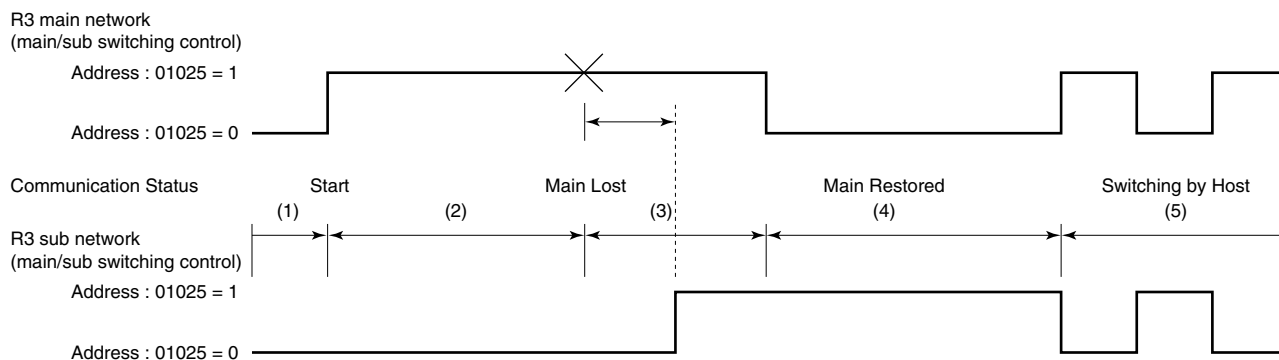 R3 main network
(main/sub switching control)
Address : 01025 = 1
Address : 01025 = 0
Communication Status Start Main Lost Main Restored Switching by Host
(1) (2) (3) (4) (5)
R3 sub network
(main/sub switching control)
Address : 01025 = 1
Address : 01025 = 0